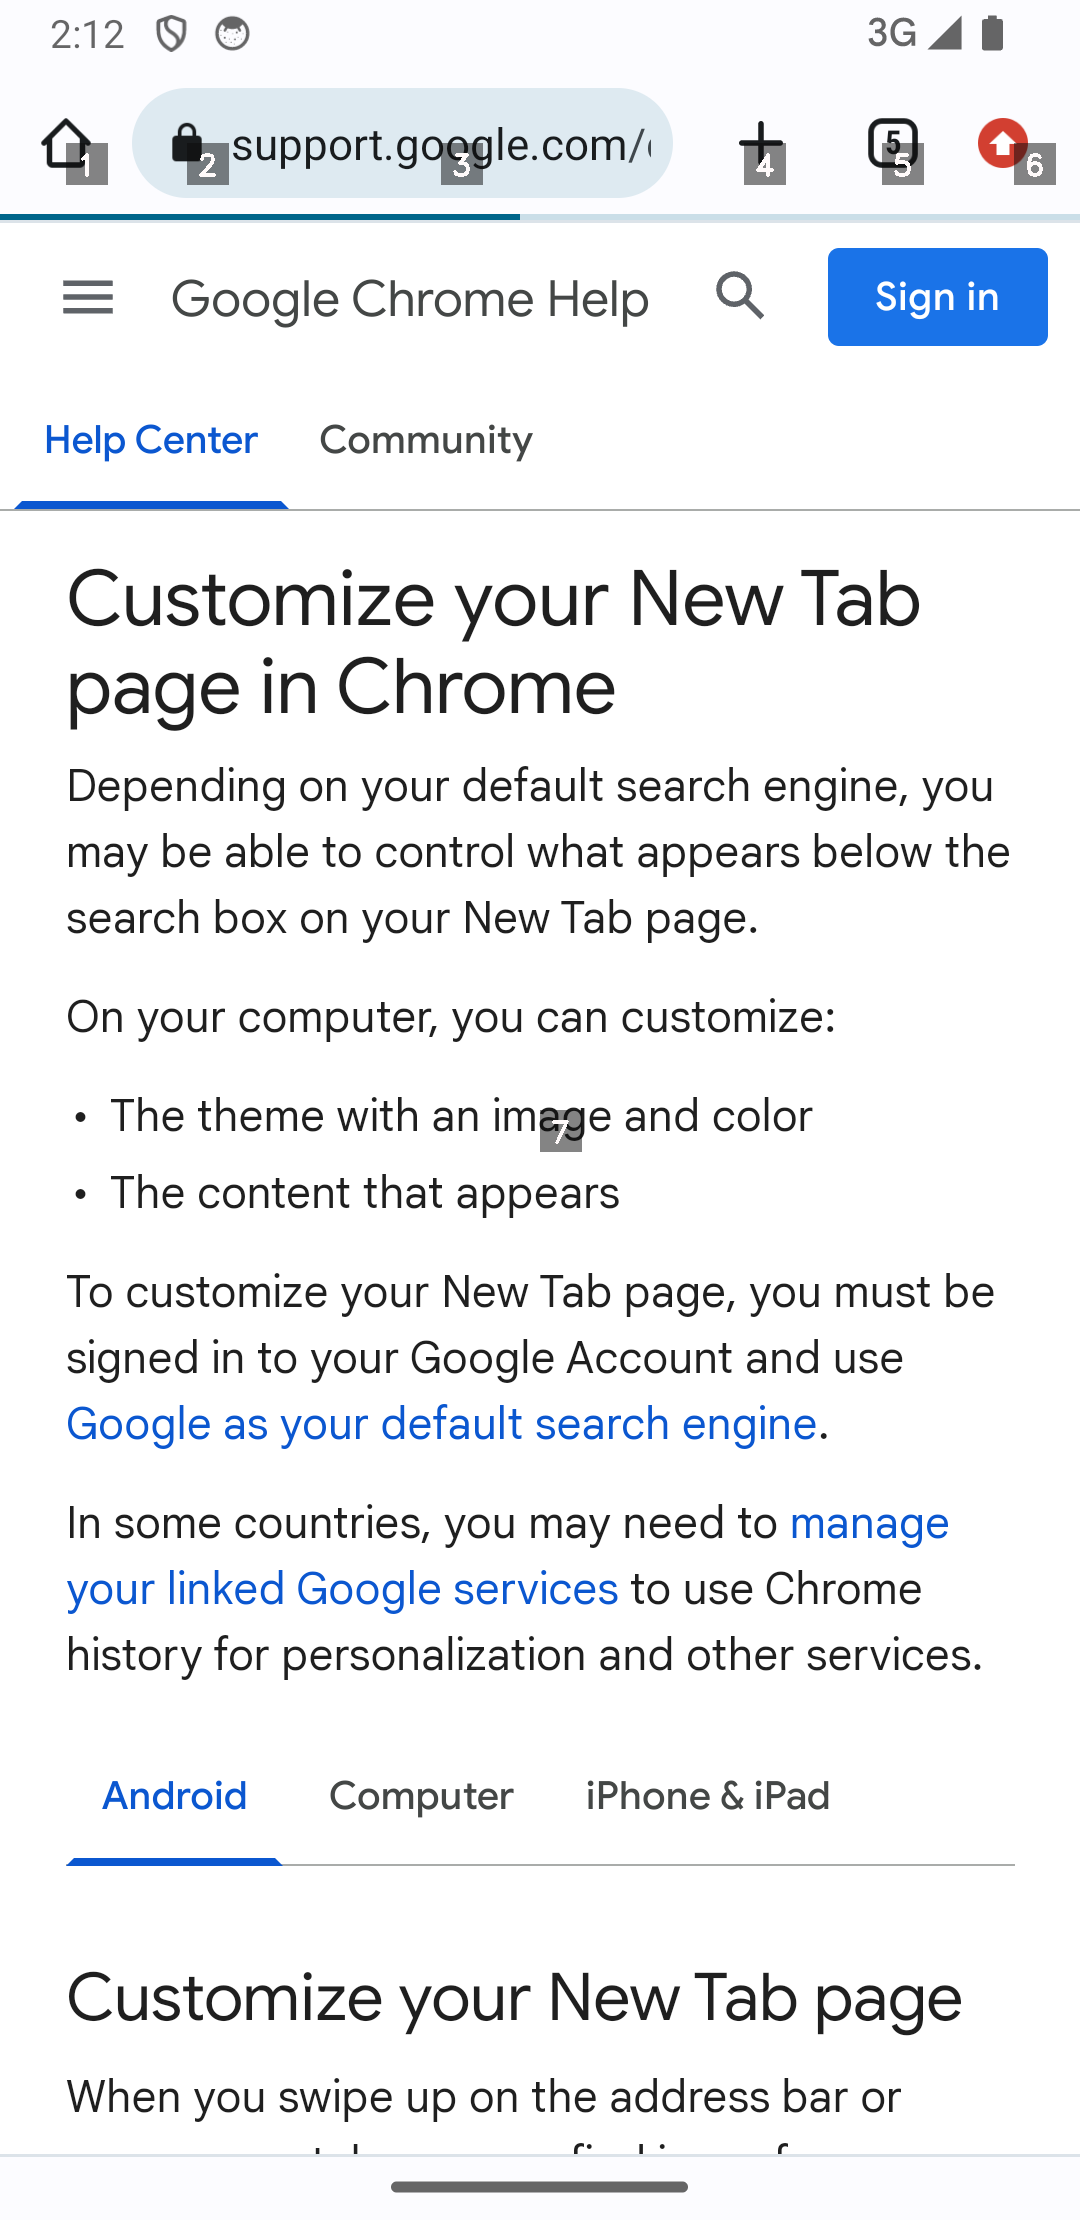 2:12
3G
1
2
support.google.com/
3
4
5
5
6
Google Chrome Help
Sign in
Help Center
Community
Customize your New Tab
page in Chrome
Depending on your default search engine, you
may be able to control what appears below the
search box on your New Tab page.
On your computer, you can customize:
• The theme with an image and color
7
• The content that appears
To customize your New Tab page, you must be
signed in to your Google Account and use
Google as your default search engine.
In some countries, you may need to manage
your linked Google services to use Chrome
history for personalization and other services.
Android
Computer
iPhone & iPad
Customize your New Tab page
When you swipe up on the address bar or